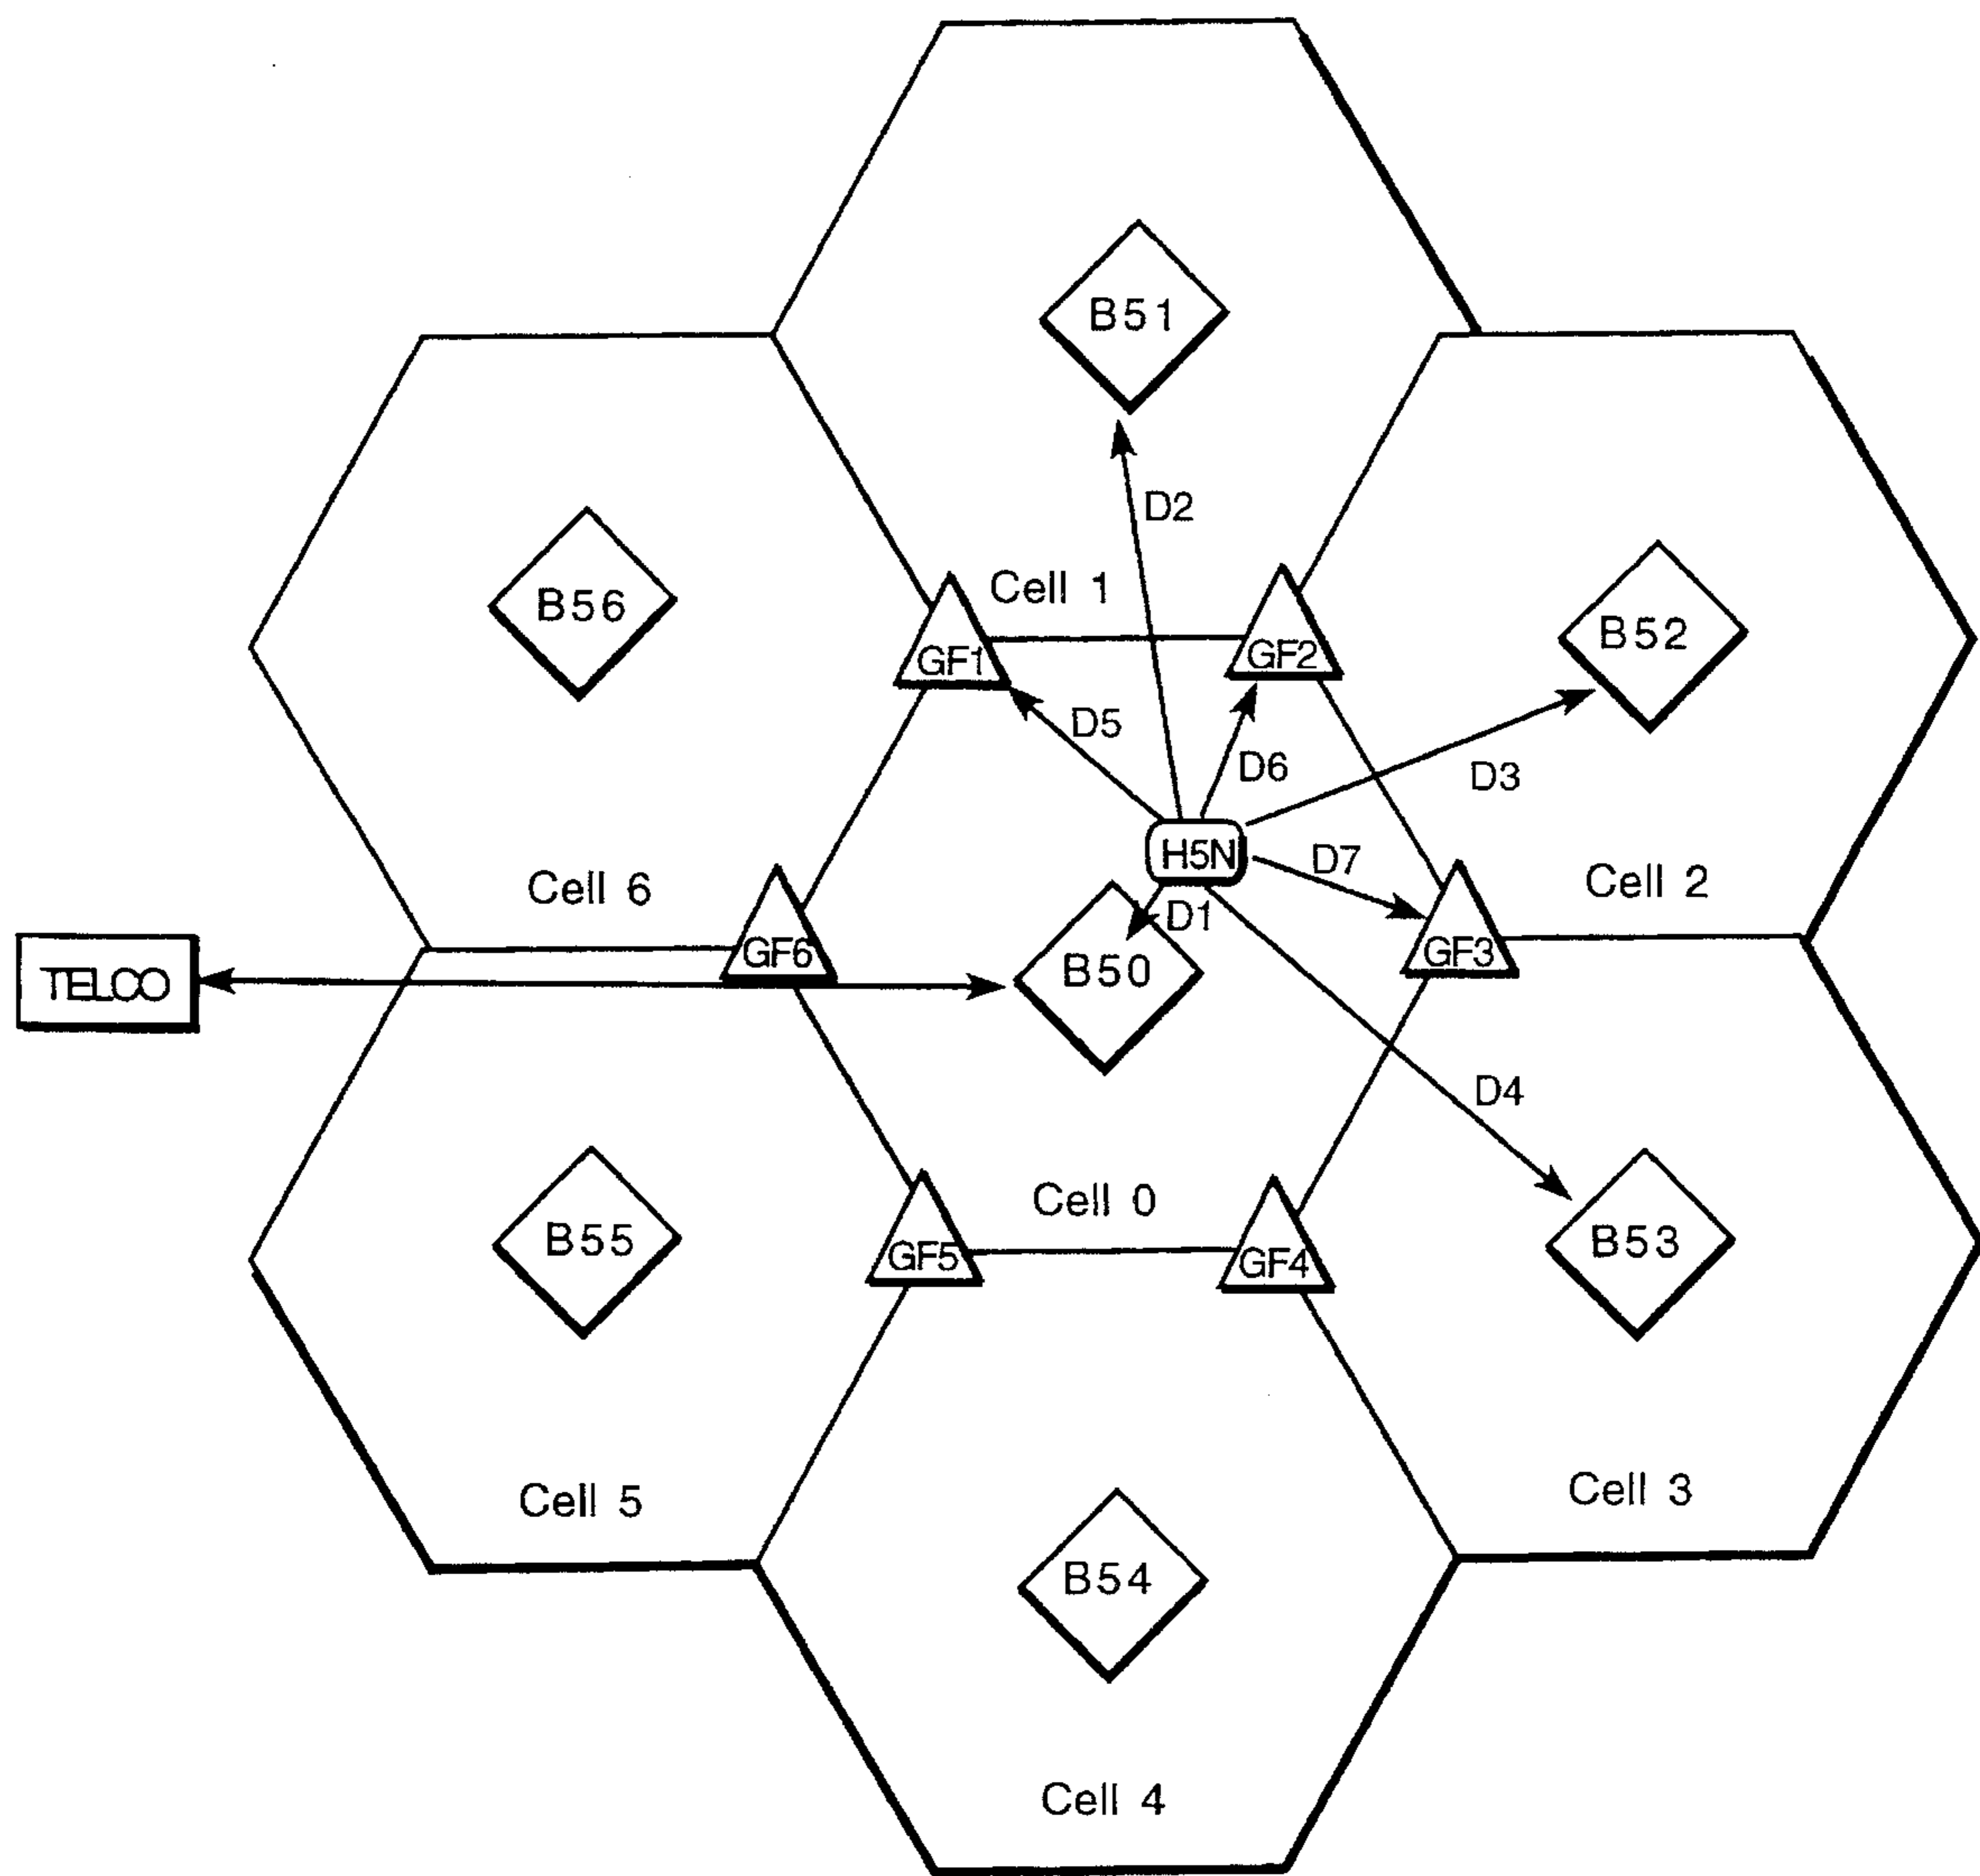 B51
D2
Cell 1
B56
B52
GF1
GF2
D5
D6
D3
H5N
D7
Cell 6
Cell 2
D1
GF6
GF3
TELCO
B50
D4
Cell 0
B55
B53
GF5
GF4
Cell 5
Cell 3
B54
Cell 4